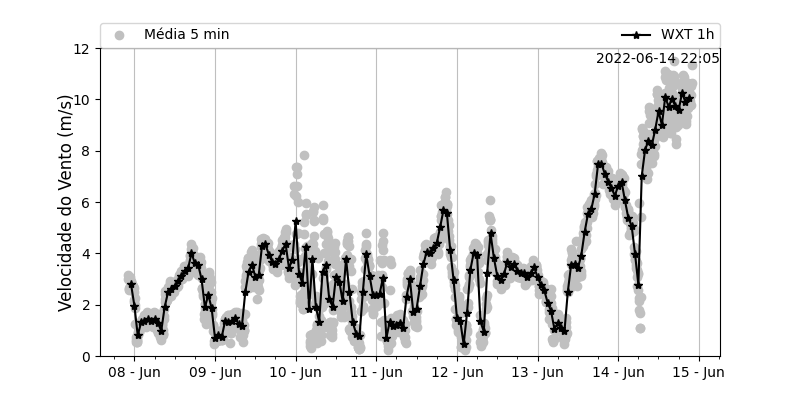 Média 5 min
WXT 1h
2022-06-14 22:05
Velocidade do Vento (m/s)
12
10
8
6
4
2
0
08 - Jun
09 - Jun
10 - Jun
11 - Jun
12 - Jun
13 - Jun
14 - Jun
15 - Jun